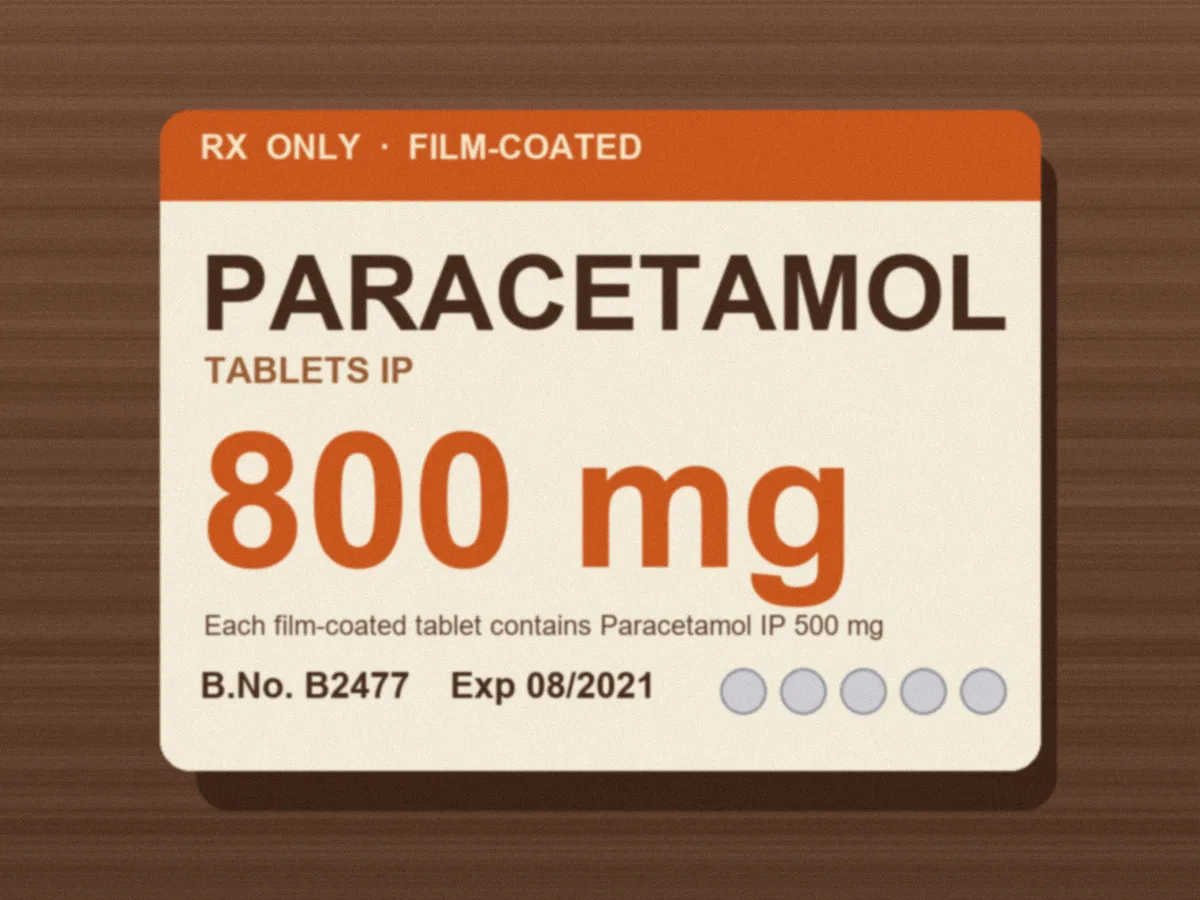 RX ONLY · FILM-COATED
PARACETAMOL
TABLETS IP
800 mg
Each film-coated tablet contains Paracetamol IP 500 mg
B.No. B2477 Exp 08/2021